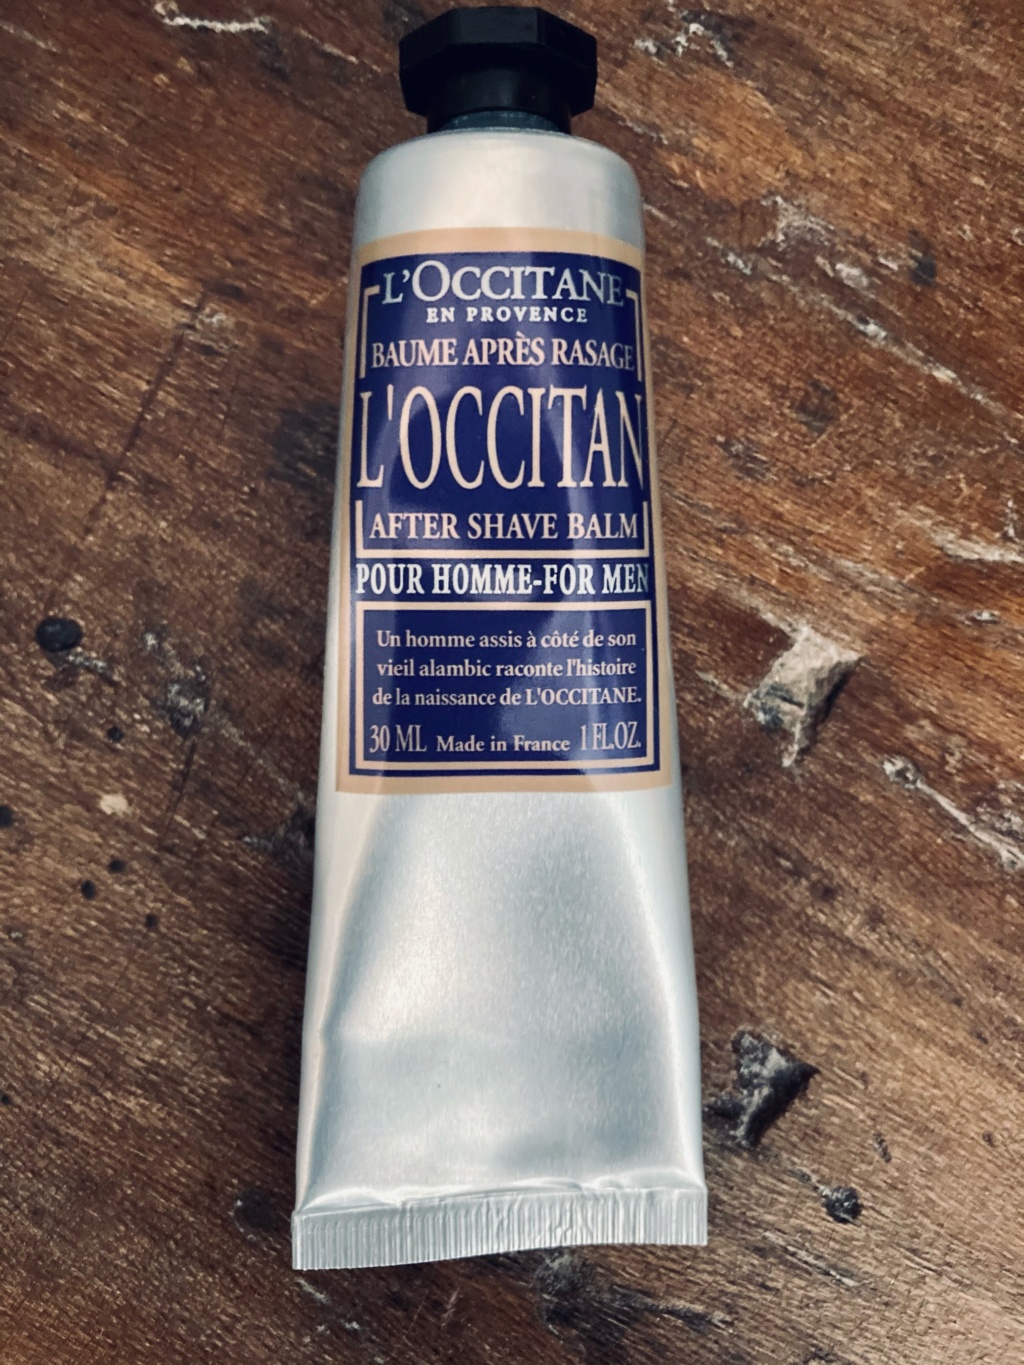 L'OCCITANE
EN PROVENCE
BAUME APRÈS RASAGE
L'OCCITAN
AFTER SHAVE BALM
POUR HOMME-FOR MEN
Un homme assis à côté de son
vieil alambic raconte l'histoire
de la naissance de L'OCCITANE.
30 ML Made in France 1 FL.OZ.